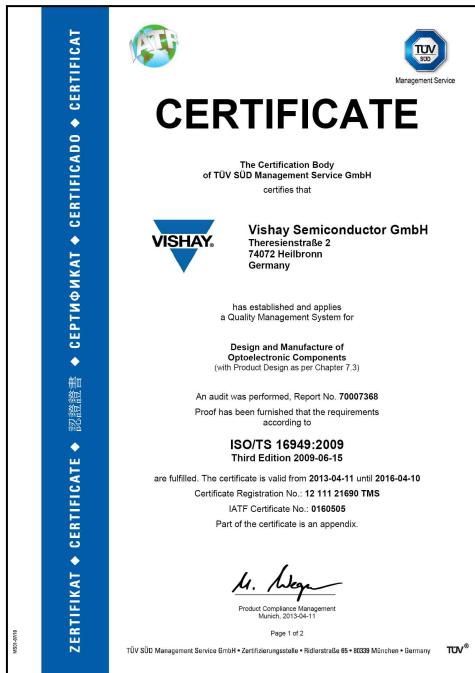 IATF
TÜV
SÜD
Management Service
CERTIFICATE
The Certification Body
of TÜV SÜD Management Service GmbH
certifies that
VISHAY®
Vishay Semiconductor GmbH
Theresienstraße 2
74072 Heilbronn
Germany
has established and applies
a Quality Management System for
Design and Manufacture of
Optoelectronic Components
(with Product Design as per Chapter 7.3)
An audit was performed, Report No. 70007368
Proof has been furnished that the requirements
according to
ISO/TS 16949:2009
Third Edition 2009-06-15
are fulfilled. The certificate is valid from 2013-04-11 until 2016-04-10
Certificate Registration No.: 12 111 21690 TMS
IATF Certificate No.: 0160505
Part of the certificate is an appendix.
Product Compliance Management
Munich, 2013-04-11
Page 1 of 2
TÜV SÜD Management Service GmbH • Zertifizierungsstelle • Ridlerstraße 65 • 80339 München • Germany
TÜV®
ZERTIFIKAT ◆ CERTIFICATE ◆ 認證證書 ◆ СЕРТИФИКАТ ◆ CERTIFICADO ◆ CERTIFICAT